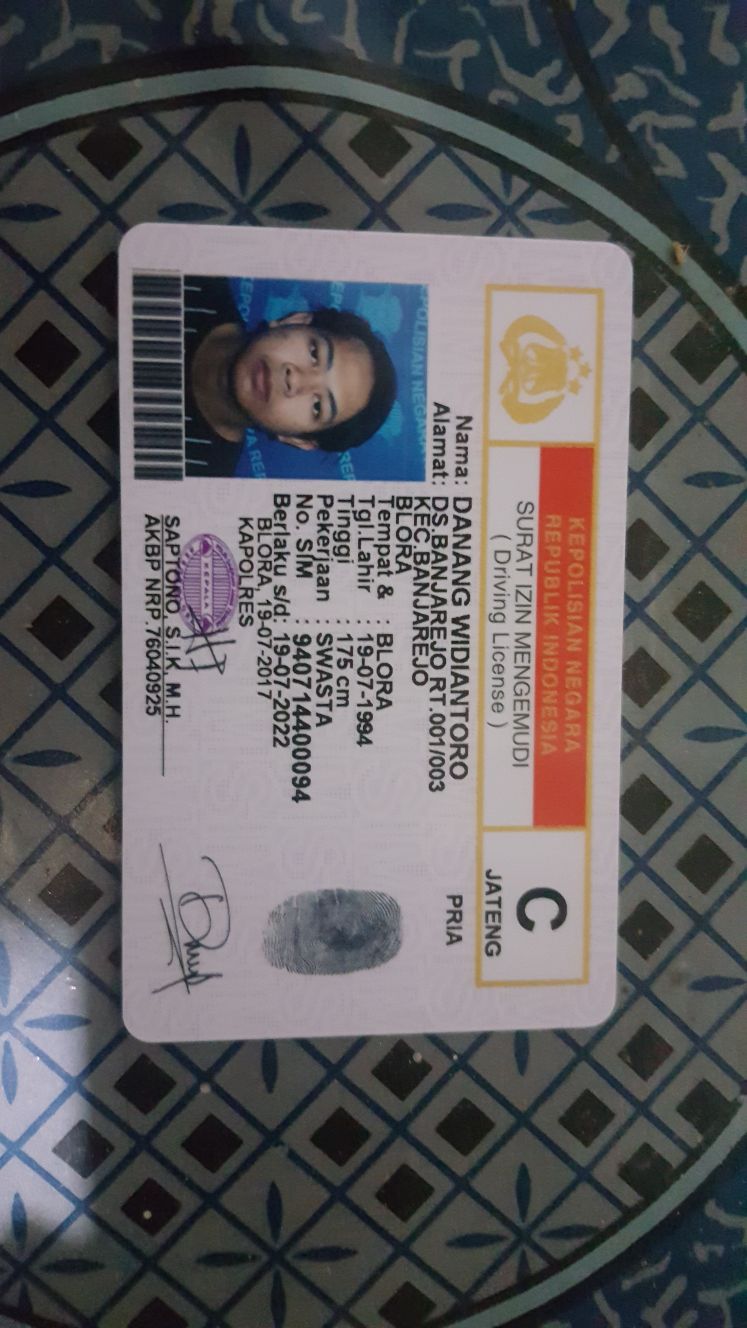 KEPOLISIAN NEGARA
REPUBLIK INDONESIA
SURAT IZIN MENGEMUDI
( Driving License )
C
JATENG
PRIA
Nama: DANANG WIDIANTORO
Alamat: DS.BANJAREJO RT.001/003
KEC.BANJAREJO
BLORA
Tempat & : BLORA
Tgl.Lahir : 19-07-1994
Tinggi : 175 cm
Pekerjaan : SWASTA
No. SIM : 940714400094
Berlaku s/d: 19-07-2022
BLORA, 19-07-2017
KAPOLRES
KEPALA
SAPTONO, S.I.K, M.H.
AKBP NRP.76040925